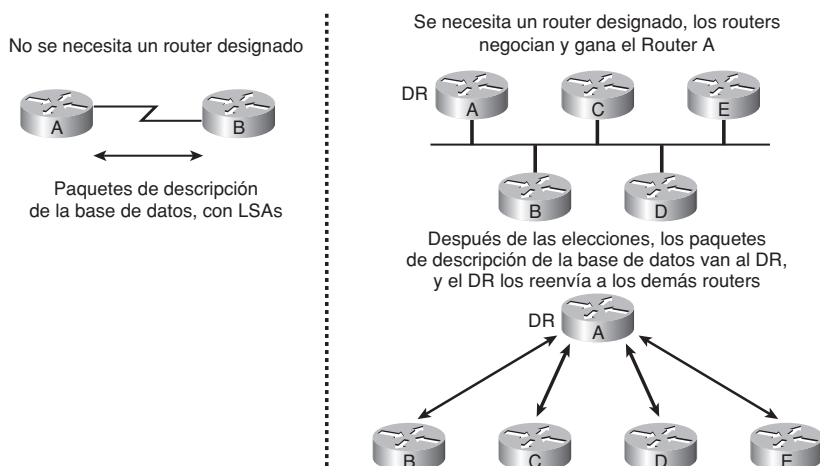 No se necesita un router designado
A
B
Paquetes de descripción
de la base de datos, con LSAs
Se necesita un router designado, los routers
negocian y gana el Router A
DR
A
C
E
B
D
Después de las elecciones, los paquetes
de descripción de la base de datos van al DR,
y el DR los reenvía a los demás routers
DR
A
B
C
D
E